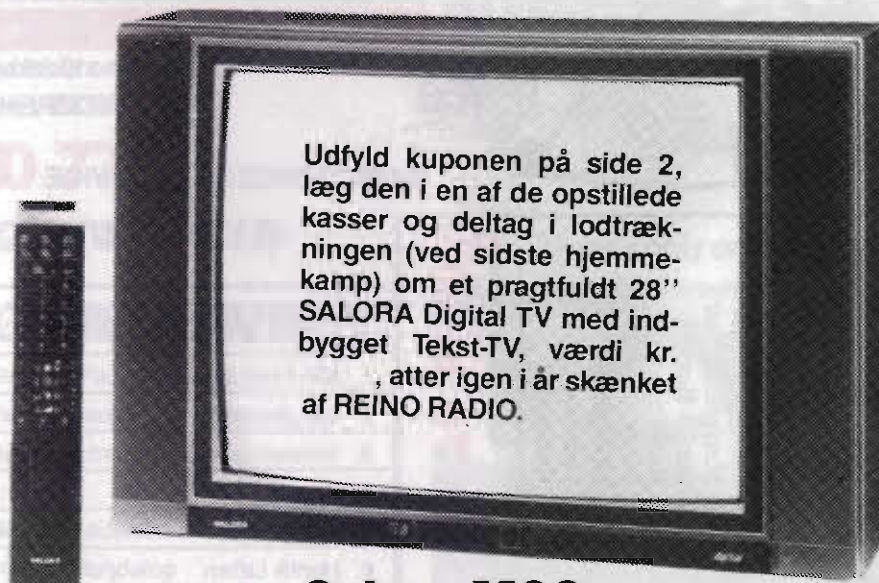 Udfyld kuponen på side 2,
læg den i en af de opstillede
kasser og deltag i lodtræk-
ningen (ved sidste hjemme-
kamp) om et pragtfuldt 28’’
SALORA Digital TV med ind-
bygget Tekst-TV, værdi kr.
, atter igen i år skænket
af REINO RADIO.
SALORA